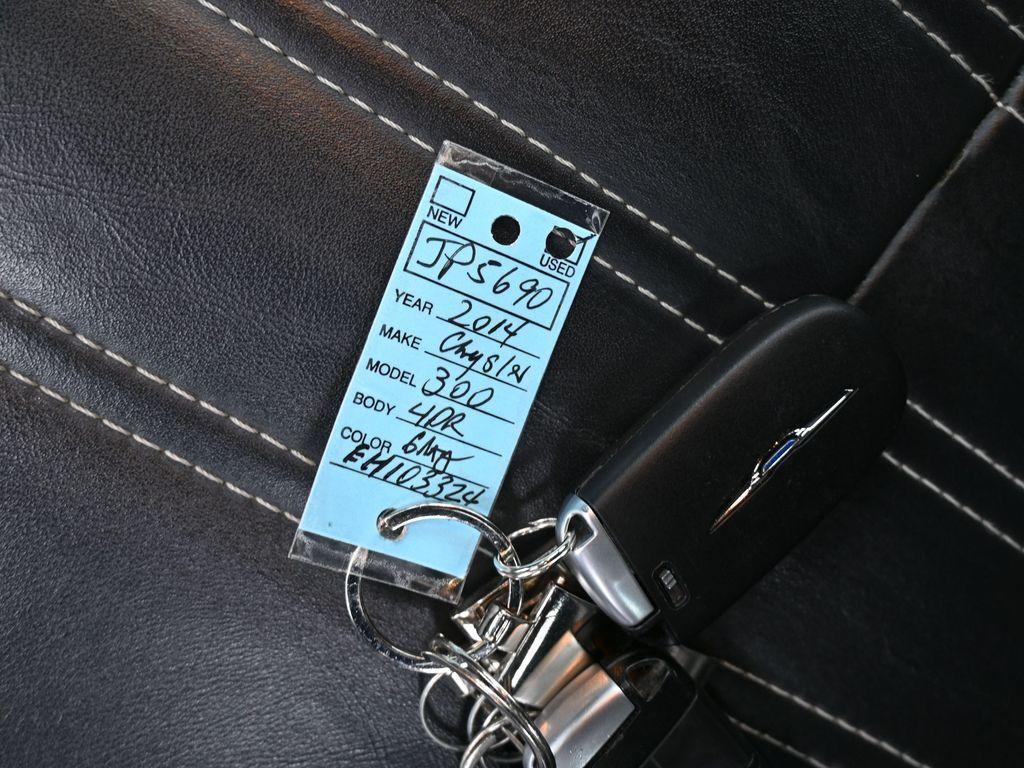 NEW USED
JP5690
YEAR 2014
MAKE Chrysler
MODEL 300
BODY 4DR
COLOR
EH103324